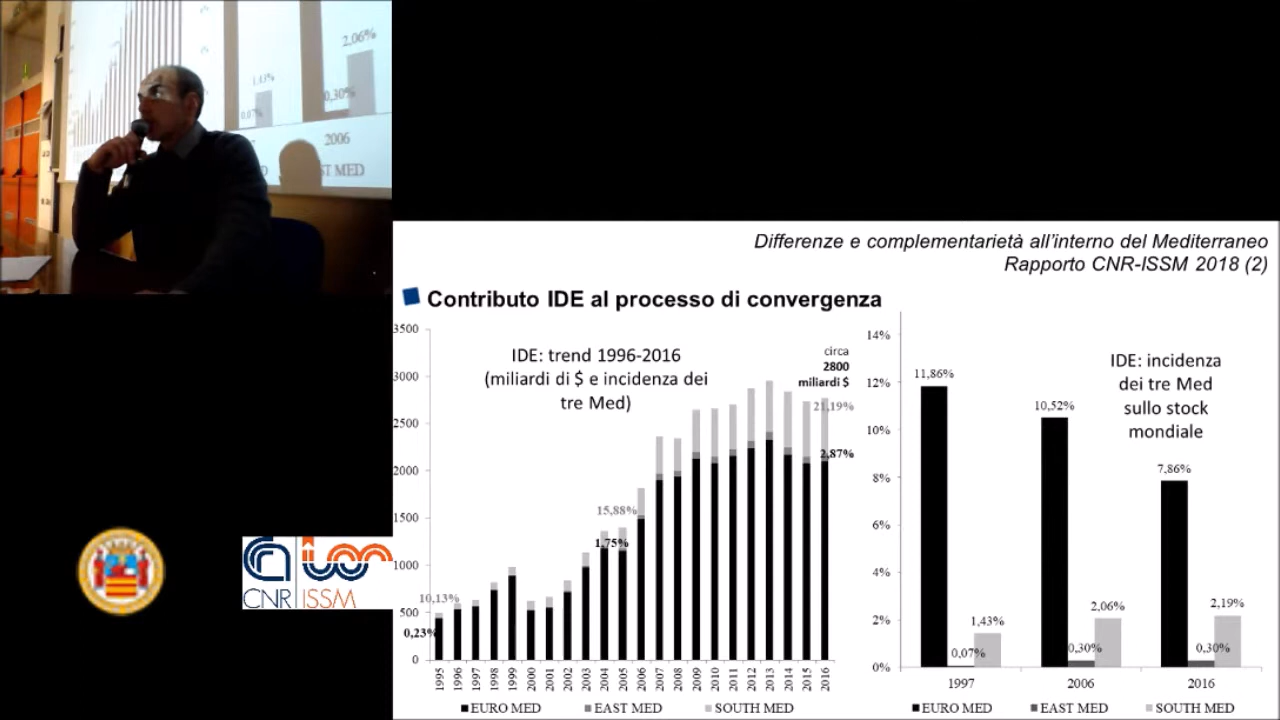 2,06%
1,43%
0,30%
0,07%
2006
ST MED
Differenze e complementarietà all'interno del Mediterraneo
Rapporto CNR-ISSM 2018 (2)
Contributo IDE al processo di convergenza
IDE: trend 1996-2016
(miliardi di $ e incidenza dei
tre Med)
circa
2800
miliardi $
3500
3000
2500
2000
1500
1000
500
0
21,19%
2,87%
15,88%
1,75%
10,13%
0,23%
1995 1996 1997 1998 1999 2000 2001 2002 2003 2004 2005 2006 2007 2008 2009 2010 2011 2012 2013 2014 2015 2016
EURO MED EAST MED SOUTH MED
IDE: incidenza
dei tre Med
sullo stock
mondiale
14%
12%
10%
8%
6%
4%
2%
0%
11,86%
0,07%
1,43%
10,52%
0,30%
2,06%
7,86%
0,30%
2,19%
1997 2006 2016
EURO MED EAST MED SOUTH MED
CNR ISSM